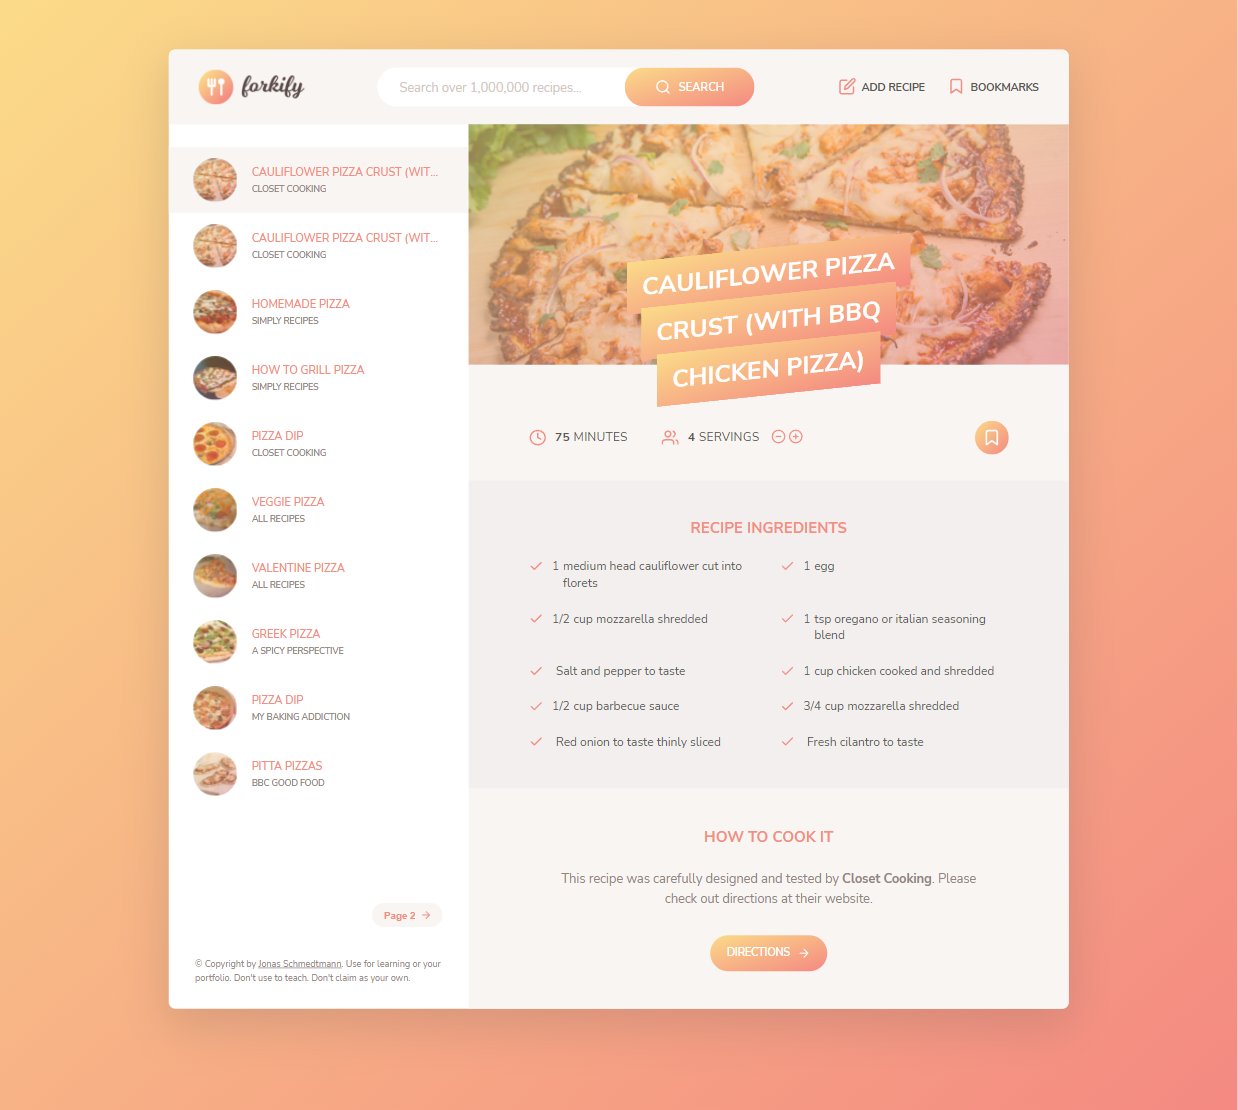 forkify
Search over 1,000,000 recipes...
SEARCH
ADD RECIPE
BOOKMARKS
CAULIFLOWER PIZZA CRUST (WIT...
CLOSET COOKING
CAULIFLOWER PIZZA CRUST (WIT...
CLOSET COOKING
HOMEMADE PIZZA
SIMPLY RECIPES
HOW TO GRILL PIZZA
SIMPLY RECIPES
PIZZA DIP
CLOSET COOKING
VEGGIE PIZZA
ALL RECIPES
VALENTINE PIZZA
ALL RECIPES
GREEK PIZZA
A SPICY PERSPECTIVE
PIZZA DIP
MY BAKING ADDICTION
PITTA PIZZAS
BBC GOOD FOOD
Page 2
© Copyright by Jonas Schmedtmann. Use for learning or your
portfolio. Don't use to teach. Don't claim as your own.
CAULIFLOWER PIZZA
CRUST (WITH BBQ
CHICKEN PIZZA)
75 MINUTES
4 SERVINGS
RECIPE INGREDIENTS
1 medium head cauliflower cut into
florets
1 egg
1/2 cup mozzarella shredded
1 tsp oregano or italian seasoning
blend
Salt and pepper to taste
1 cup chicken cooked and shredded
1/2 cup barbecue sauce
3/4 cup mozzarella shredded
Red onion to taste thinly sliced
Fresh cilantro to taste
HOW TO COOK IT
This recipe was carefully designed and tested by Closet Cooking. Please
check out directions at their website.
DIRECTIONS